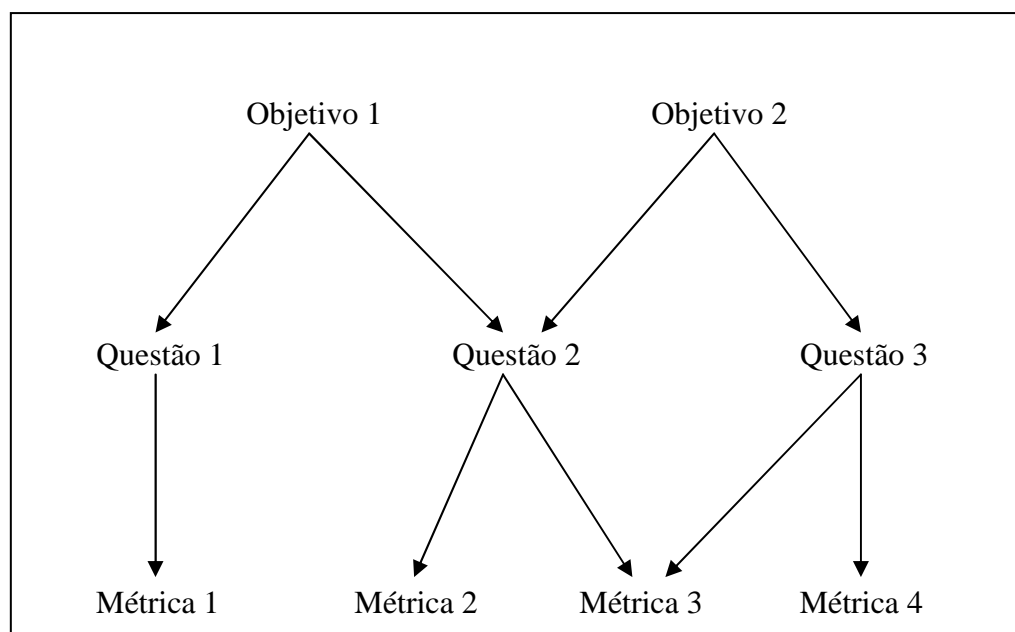 Objetivo 1 Objetivo 2
Questão 1 Questão 2 Questão 3
Métrica 1 Métrica 2 Métrica 3 Métrica 4